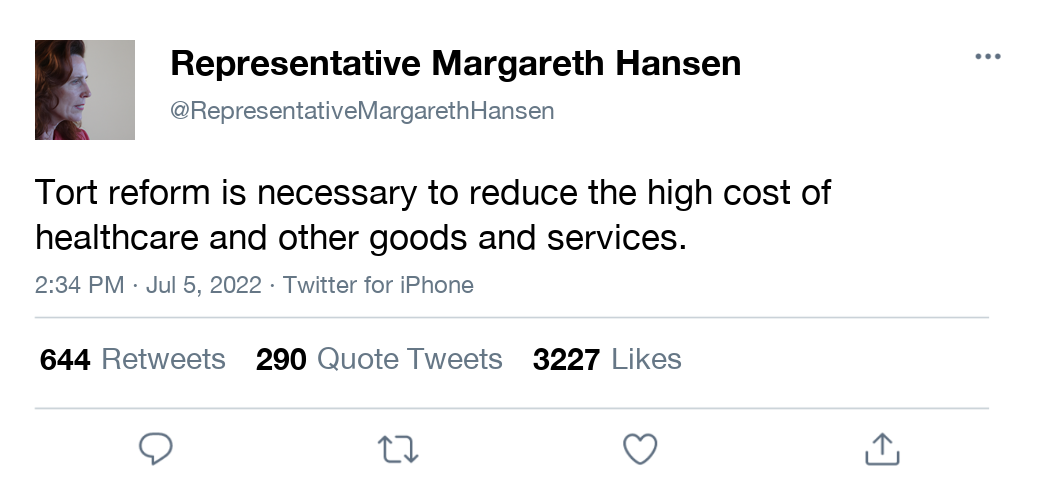 Representative Margareth Hansen
@RepresentativeMargarethHansen
Tort reform is necessary to reduce the high cost of
healthcare and other goods and services.
2:34 PM · Jul 5, 2022 · Twitter for iPhone
644 Retweets 290 Quote Tweets 3227 Likes